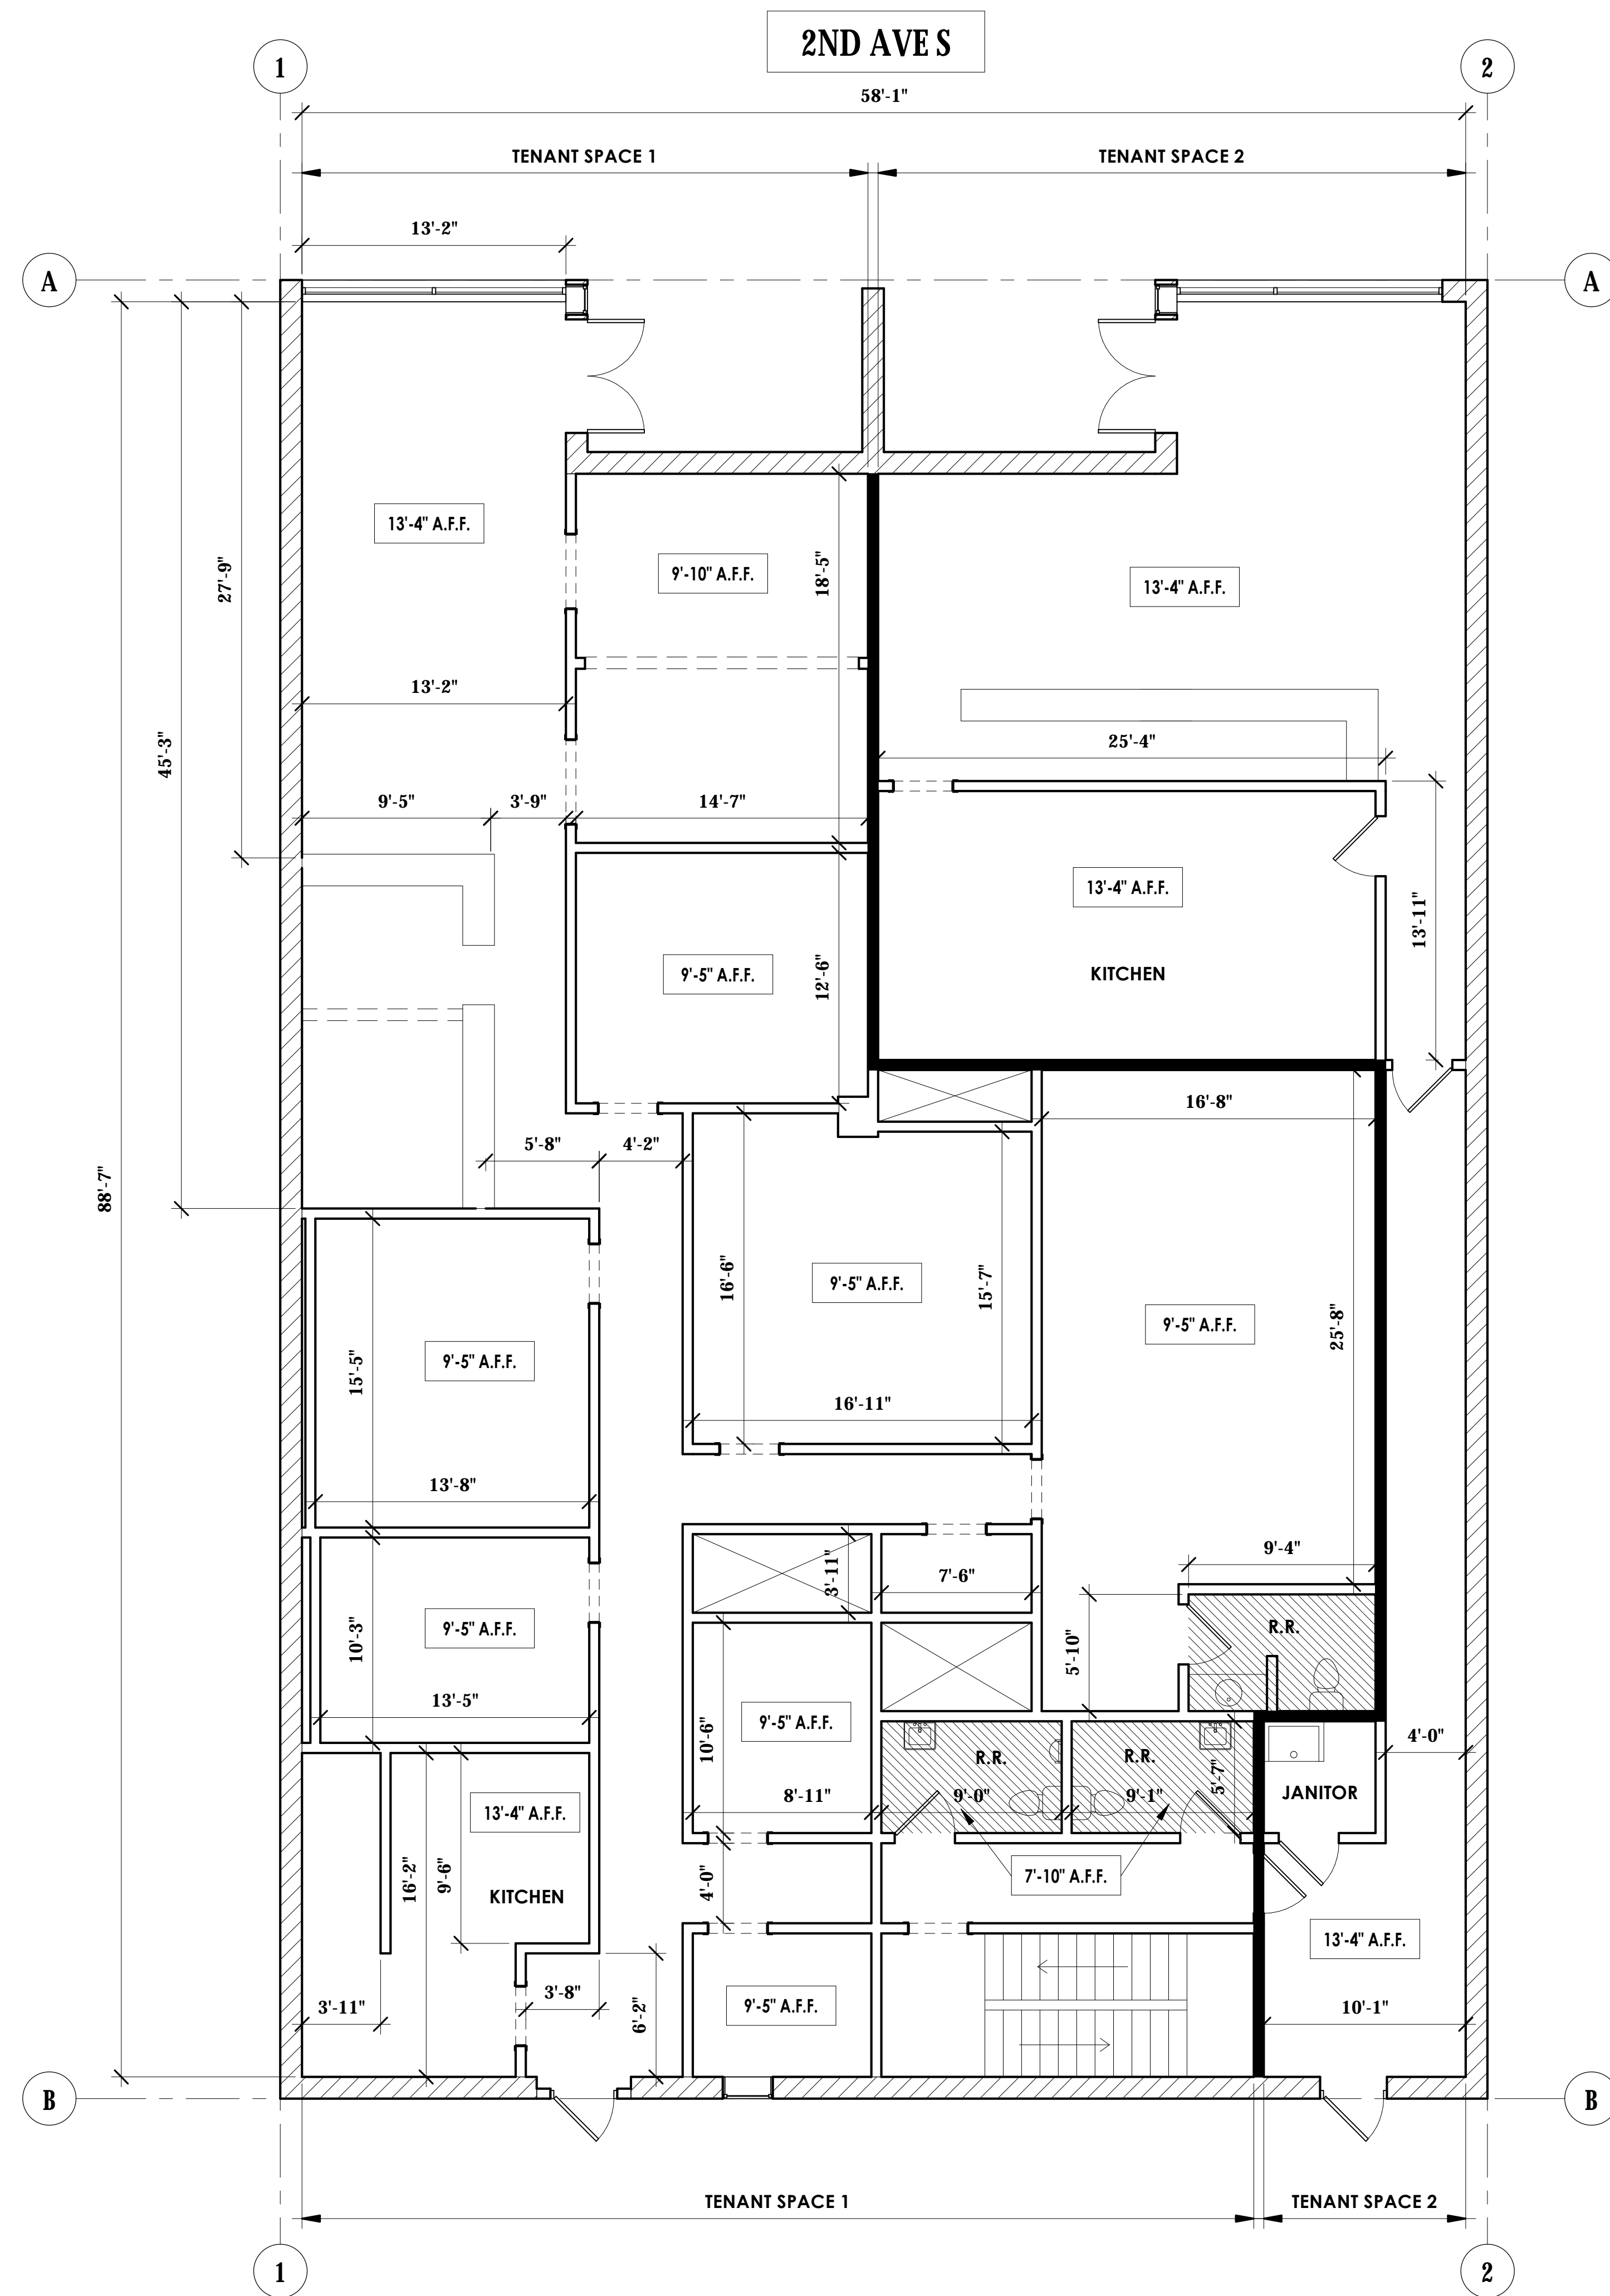 2ND AVE S
1
2
58'-1"
TENANT SPACE 1
TENANT SPACE 2
13'-2"
A
A
13'-4" A.F.F.
9'-10" A.F.F.
18'-5"
27'-9"
13'-4" A.F.F.
13'-2"
45'-3"
25'-4"
9'-5"
3'-9"
14'-7"
13'-4" A.F.F.
13'-11"
9'-5" A.F.F.
12'-6"
KITCHEN
16'-8"
5'-8"
4'-2"
88'-7"
16'-6"
9'-5" A.F.F.
15'-7"
9'-5" A.F.F.
25'-8"
15'-5"
9'-5" A.F.F.
16'-11"
13'-8"
9'-4"
3'-11"
7'-6"
10'-3"
9'-5" A.F.F.
R.R.
5'-10"
13'-5"
10'-6"
9'-5" A.F.F.
R.R.
R.R.
5'-7"
4'-0"
8'-11"
9'-0"
9'-1"
JANITOR
13'-4" A.F.F.
16'-2"
9'-6"
KITCHEN
4'-0"
7'-10" A.F.F.
13'-4" A.F.F.
3'-11"
3'-8"
6'-2"
9'-5" A.F.F.
10'-1"
B
B
TENANT SPACE 1
TENANT SPACE 2
1
2